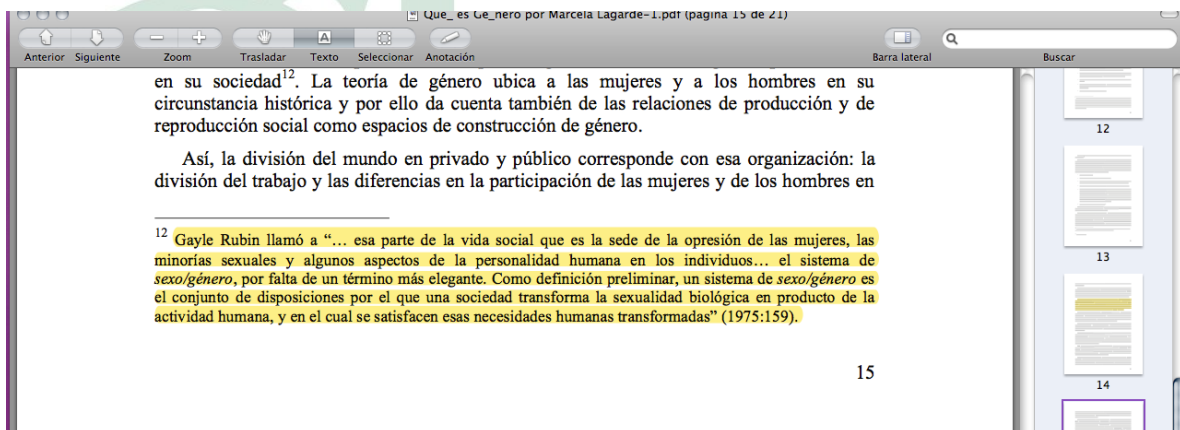 Que_ es Ge_nero por Marcela Lagarde-1.pdf (página 15 de 21)
Anterior Siguiente Zoom Trasladar Texto Seleccionar Anotación Barra lateral Buscar
en su sociedad12. La teoría de género ubica a las mujeres y a los hombres en su
circunstancia histórica y por ello da cuenta también de las relaciones de producción y de
reproducción social como espacios de construcción de género.
Así, la división del mundo en privado y público corresponde con esa organización: la
división del trabajo y las diferencias en la participación de las mujeres y de los hombres en
12 Gayle Rubin llamó a “… esa parte de la vida social que es la sede de la opresión de las mujeres, las
minorías sexuales y algunos aspectos de la personalidad humana en los individuos… el sistema de
sexo/género, por falta de un término más elegante. Como definición preliminar, un sistema de sexo/género es
el conjunto de disposiciones por el que una sociedad transforma la sexualidad biológica en producto de la
actividad humana, y en el cual se satisfacen esas necesidades humanas transformadas” (1975:159).
15
12
13
14